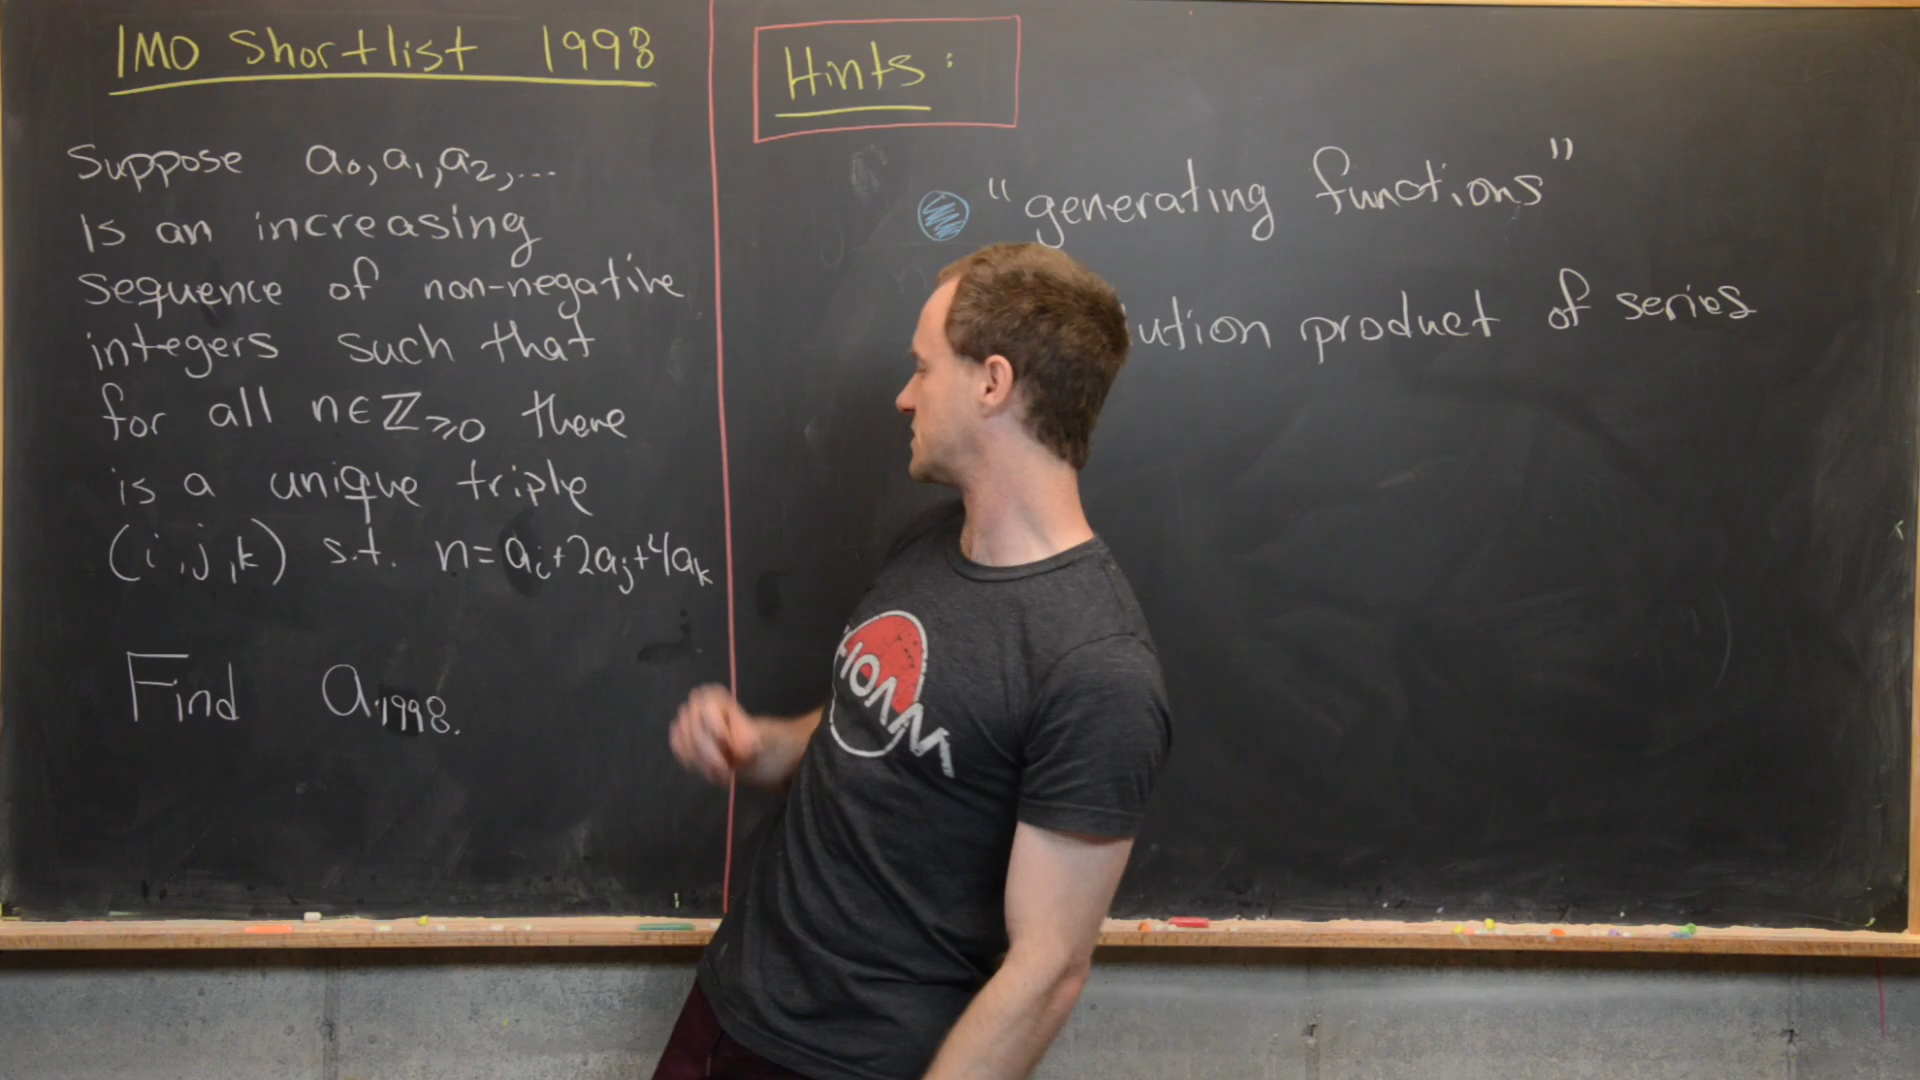 IMO Shortlist 1998
Suppose a₀, a₁, a₂, ...
is an increasing
sequence of non-negative
integers such that
for all n∈ℤ≥0 there
is a unique triple
(i,j,k) s.t. n=aᵢ+2aⱼ+4aₖ
Find a₁₉₉₈.
Hints:
"generating functions"
product of series